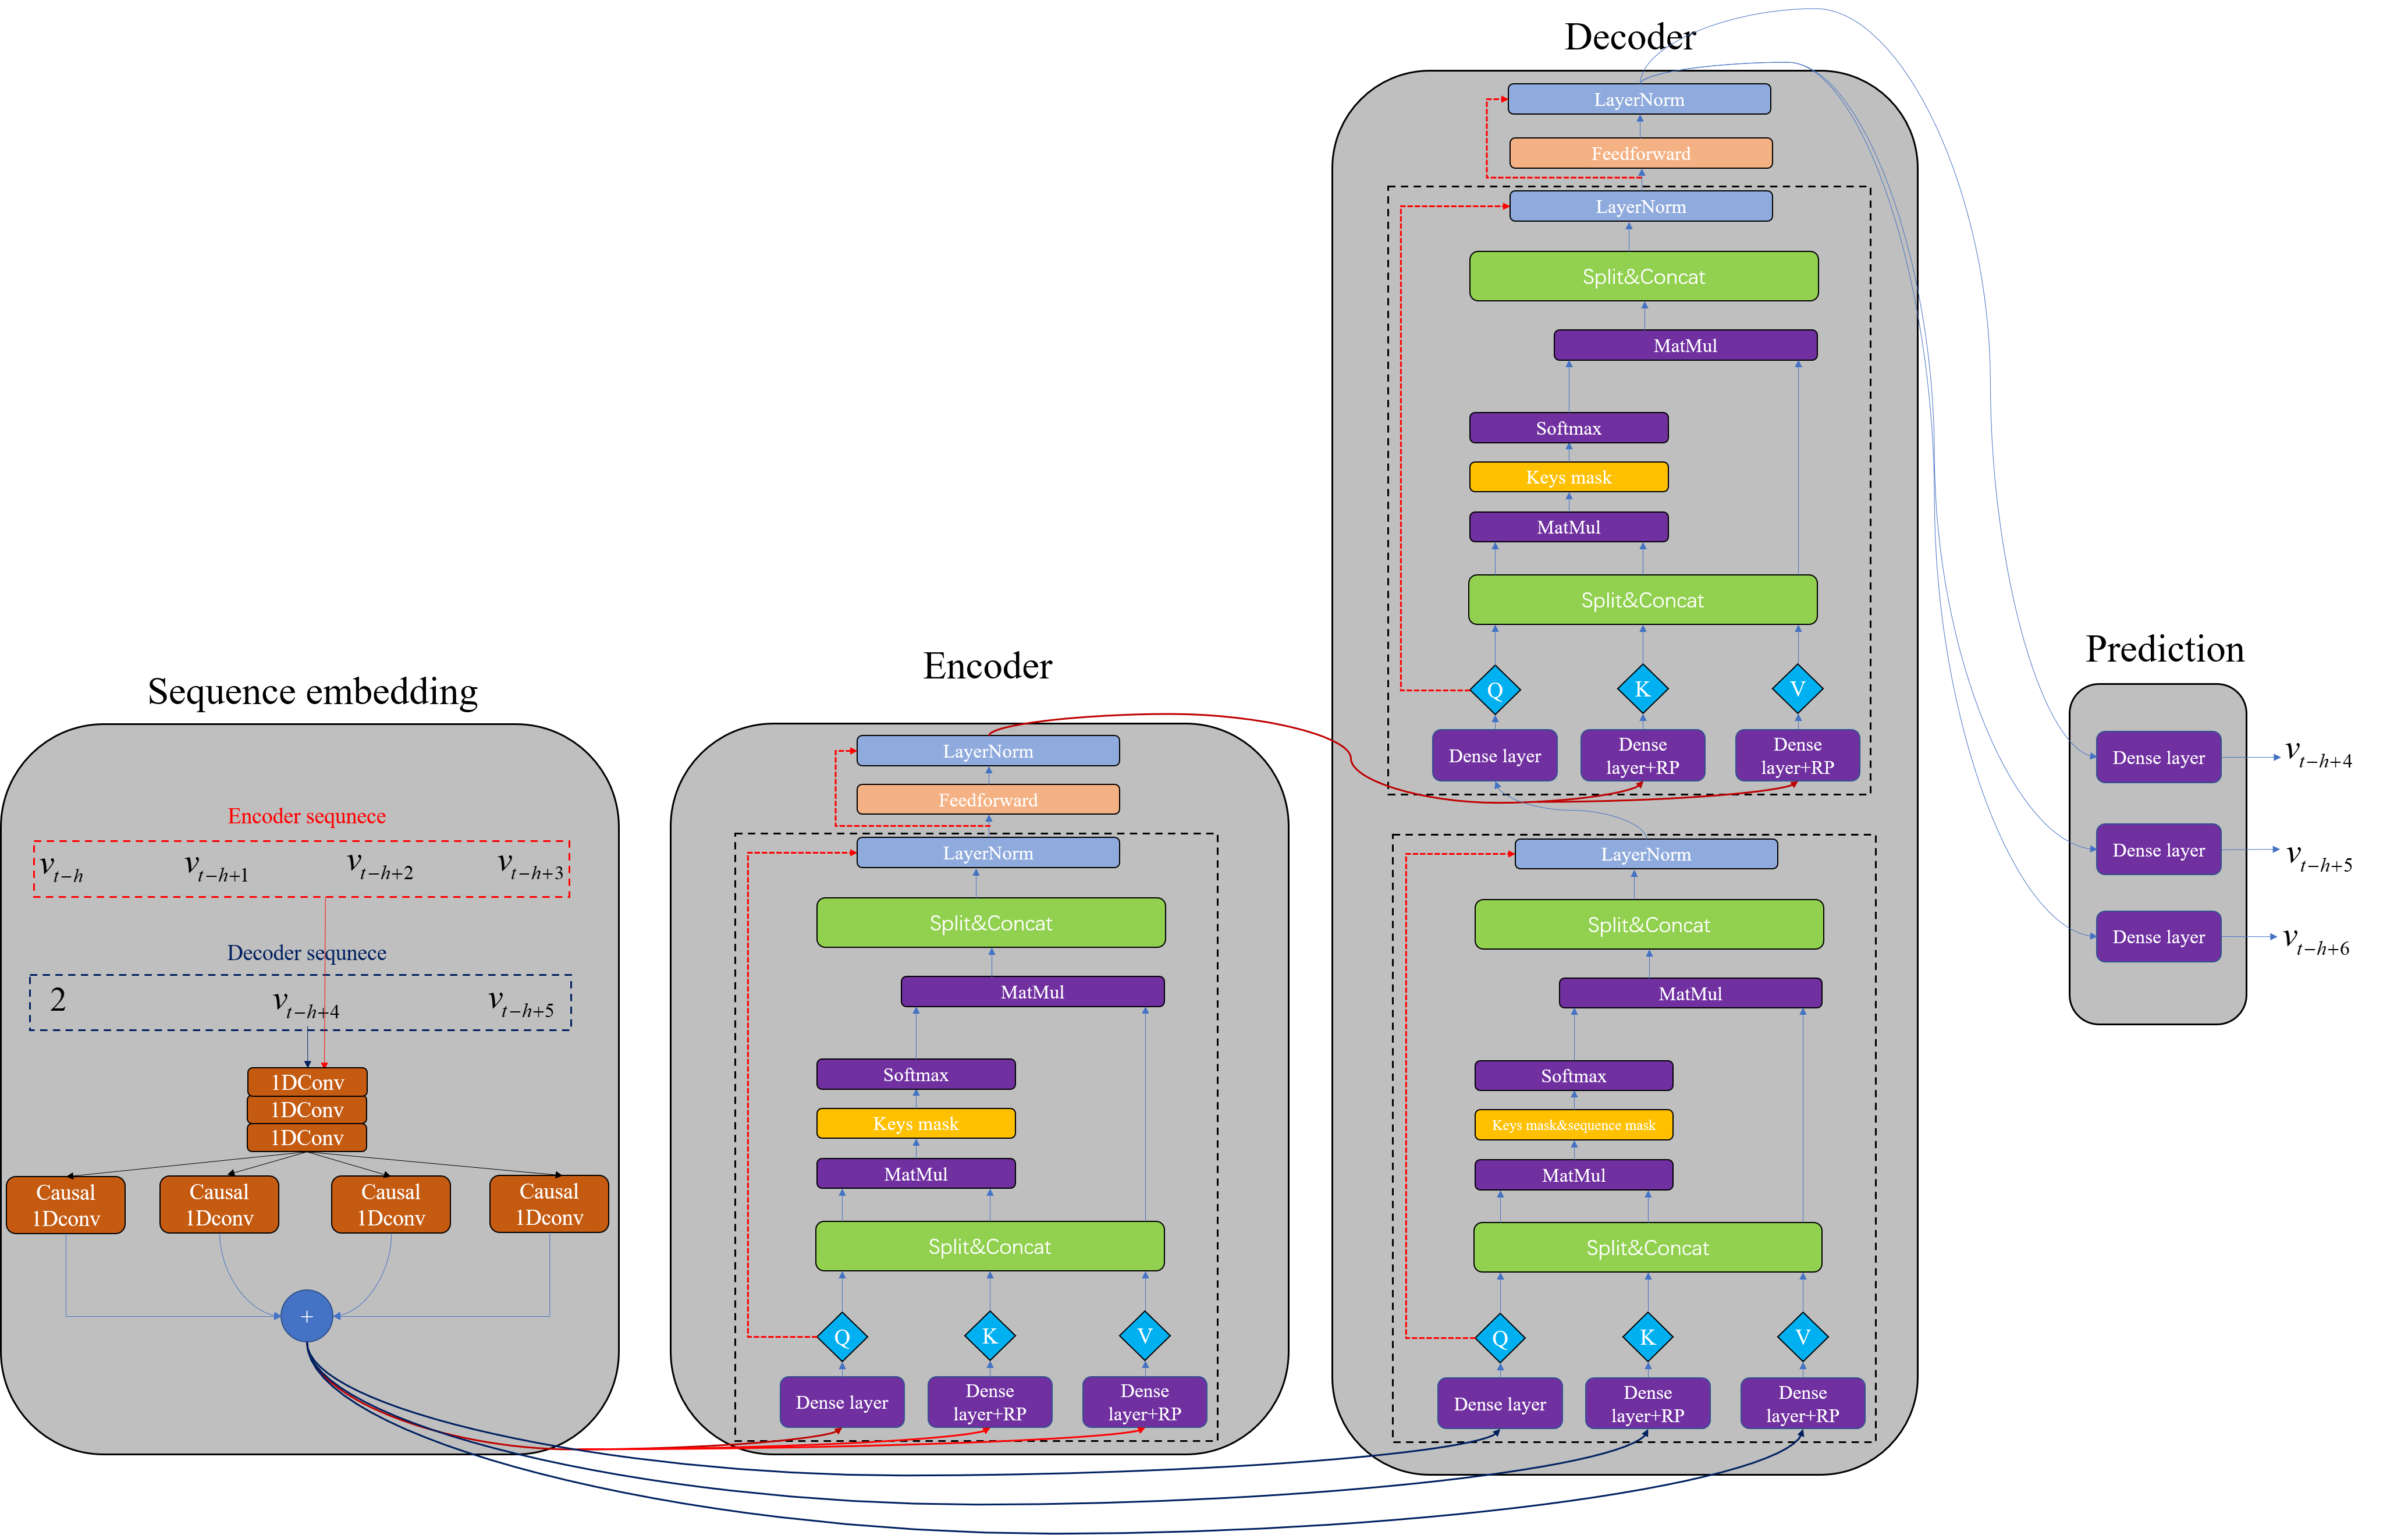 Sequence embedding
Encoder sequnece
v_{t-h} v_{t-h+1} v_{t-h+2} v_{t-h+3}
Decoder sequnece
2 v_{t-h+4} v_{t-h+5}
1DConv
1DConv
1DConv
Causal 1Dconv
Causal 1Dconv
Causal 1Dconv
Causal 1Dconv
+
Encoder
LayerNorm
Feedforward
LayerNorm
Split&Concat
MatMul
Softmax
Keys mask
MatMul
Split&Concat
Q K V
Dense layer
Dense layer+RP
Dense layer+RP
Decoder
LayerNorm
Feedforward
LayerNorm
Split&Concat
MatMul
Softmax
Keys mask
MatMul
Split&Concat
Q K V
Dense layer
Dense layer+RP
Dense layer+RP
LayerNorm
Split&Concat
MatMul
Softmax
Keys mask&sequence mask
MatMul
Split&Concat
Q K V
Dense layer
Dense layer+RP
Dense layer+RP
Prediction
Dense layer v_{t-h+4}
Dense layer v_{t-h+5}
Dense layer v_{t-h+6}